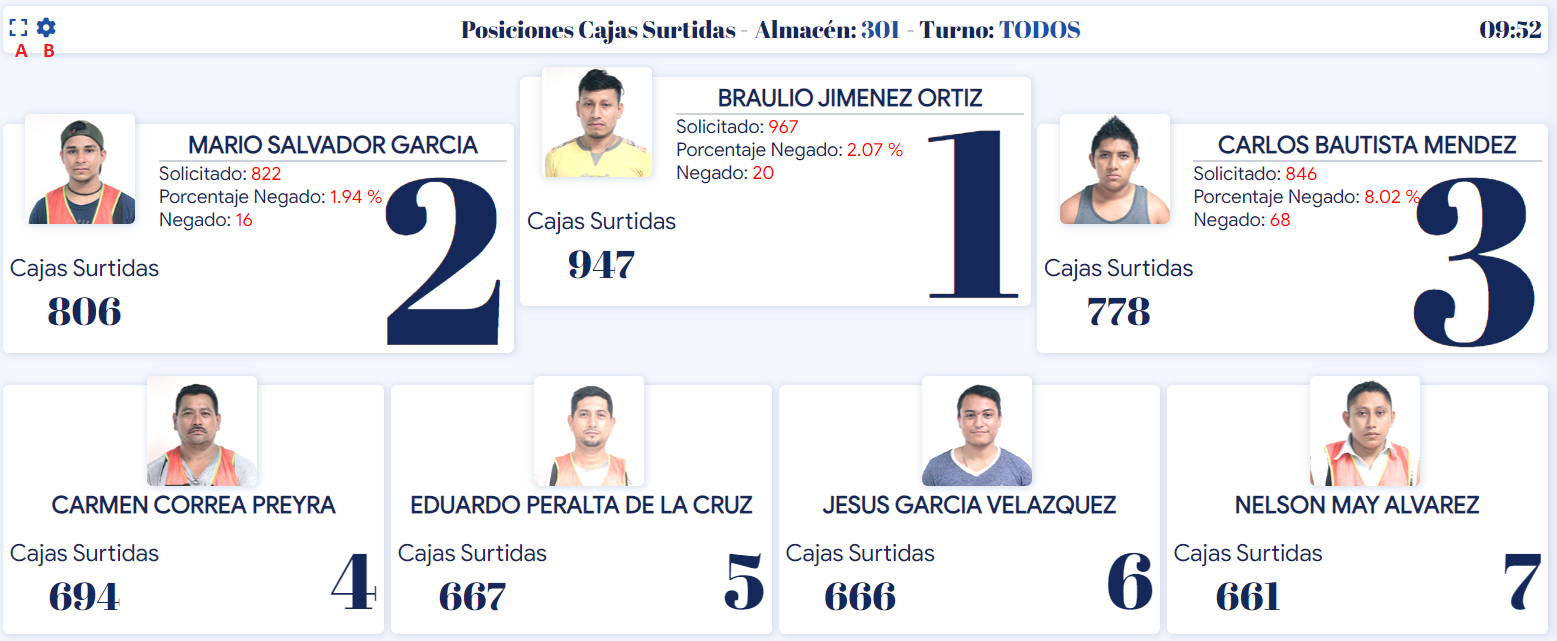 A B
Posiciones Cajas Surtidas - Almacén: 301 - Turno: TODOS
09:52
MARIO SALVADOR GARCIA
Solicitado: 822
Porcentaje Negado: 1.94 %
Negado: 16
Cajas Surtidas
806
2
BRAULIO JIMENEZ ORTIZ
Solicitado: 967
Porcentaje Negado: 2.07 %
Negado: 20
Cajas Surtidas
947
1
CARLOS BAUTISTA MENDEZ
Solicitado: 846
Porcentaje Negado: 8.02 %
Negado: 68
Cajas Surtidas
778
3
CARMEN CORREA PREYRA
Cajas Surtidas
694
4
EDUARDO PERALTA DE LA CRUZ
Cajas Surtidas
667
5
JESUS GARCIA VELAZQUEZ
Cajas Surtidas
666
6
NELSON MAY ALVAREZ
Cajas Surtidas
661
7